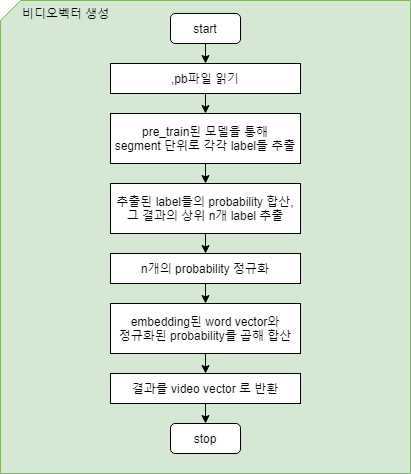 비디오벡터 생성
start
,pb파일 읽기
pre_train된 모델을 통해
segment 단위로 각각 label들 추출
추출된 label들의 probability 합산,
그 결과의 상위 n개 label 추출
n개의 probability 정규화
embedding된 word vector와
정규화된 probability를 곱해 합산
결과를 video vector 로 반환
stop